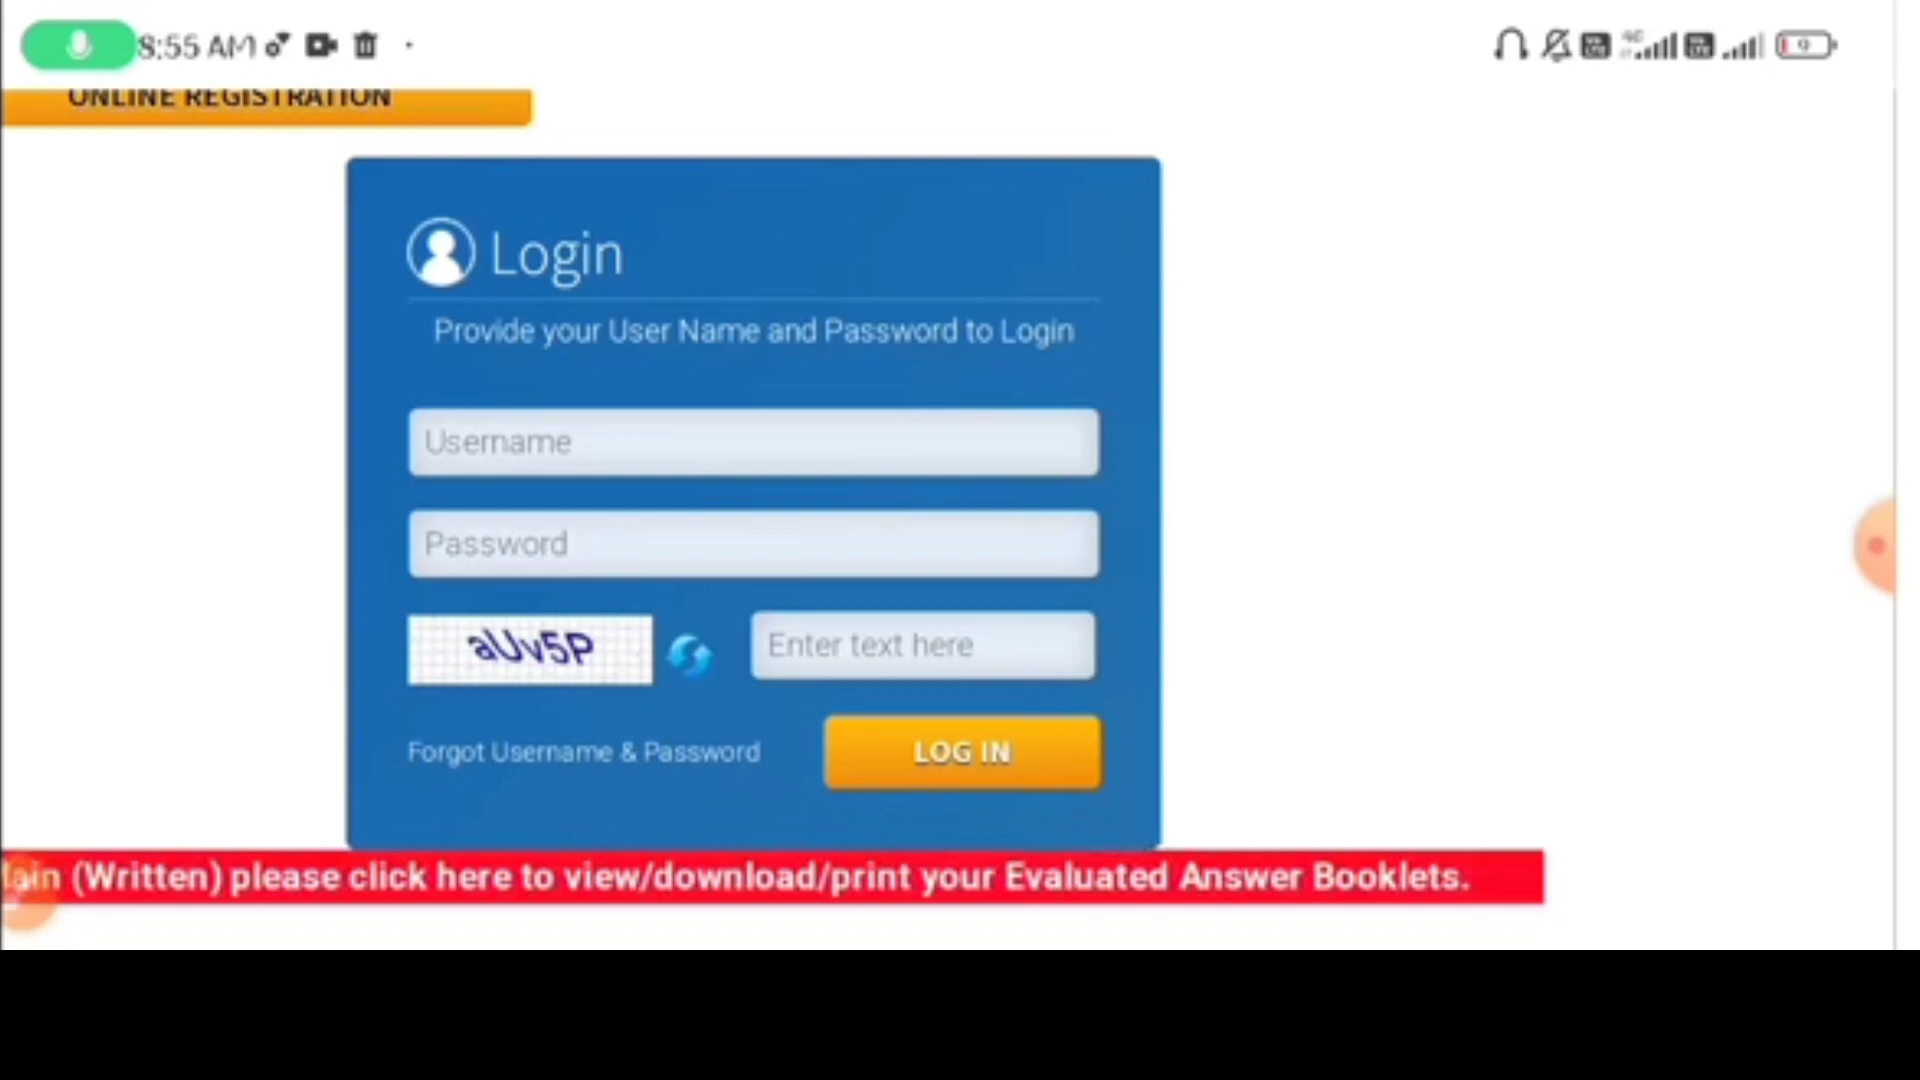 8:55 AM
ONLINE REGISTRATION
Login
Provide your User Name and Password to Login
Username
Password
aUv5P
Enter text here
Forgot Username & Password
LOG IN
(Written) please click here to view/download/print your Evaluated Answer Booklets.